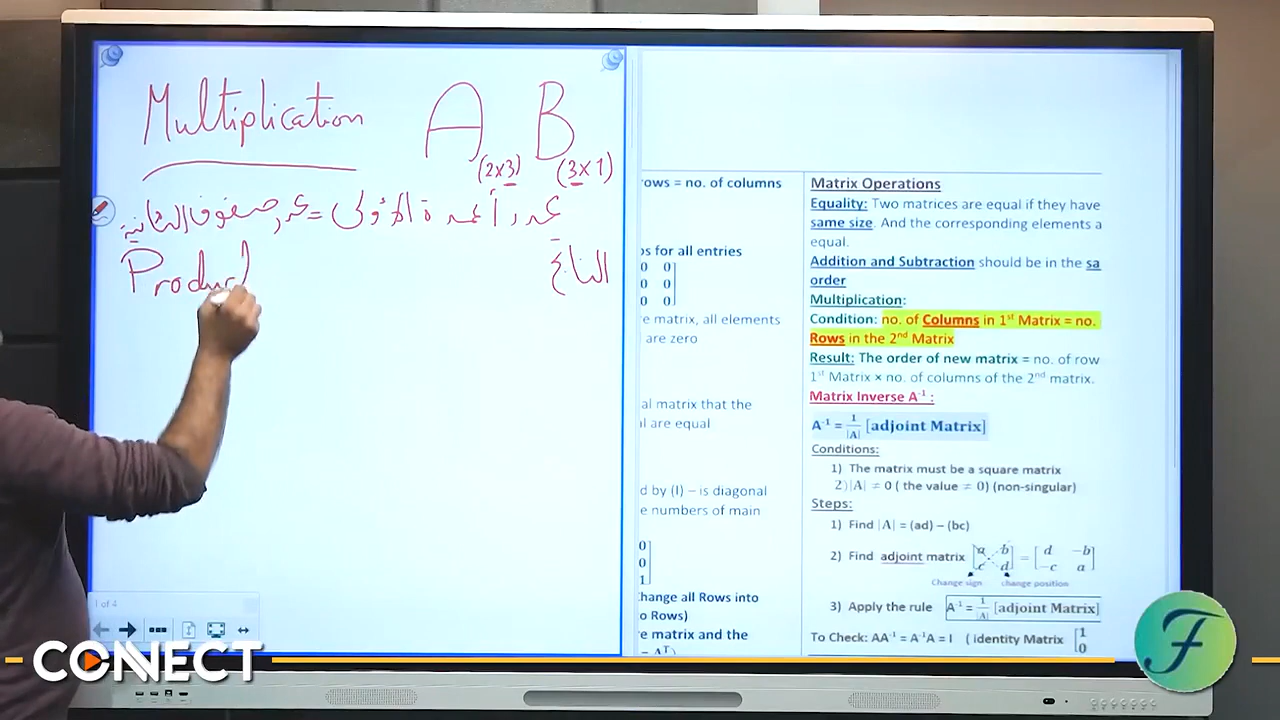 Multiplication A B
(2x3) (3x1)
عدد أعمدة الأولى = عدد صفوف الثانية
Product
الناتج
rows = no. of columns
os for all entries
0 0
0 0
0 0
e matrix, all elements
are zero
al matrix that the
l are equal
d by (I) – is diagonal
e numbers of main
0
0
1
hange all Rows into
o Rows)
re matrix and the
= Aᵀ)
Matrix Operations
Equality: Two matrices are equal if they have
same size. And the corresponding elements a
equal.
Addition and Subtraction should be in the sa
order
Multiplication:
Condition: no. of Columns in 1st Matrix = no.
Rows in the 2nd Matrix
Result: The order of new matrix = no. of row
1st Matrix × no. of columns of the 2nd matrix.
Matrix Inverse A⁻¹ :
A⁻¹ = 1/|A| [adjoint Matrix]
Conditions:
1) The matrix must be a square matrix
2) |A| ≠ 0 ( the value ≠ 0) (non-singular)
Steps:
1) Find |A| = (ad) – (bc)
2) Find adjoint matrix [a b c d] = [d −b −c a]
Change sign change position
3) Apply the rule A⁻¹ = 1/|A| [adjoint Matrix]
To Check: AA⁻¹ = A⁻¹A = I ( identity Matrix [1 0
1 of 4
CONNECT
F